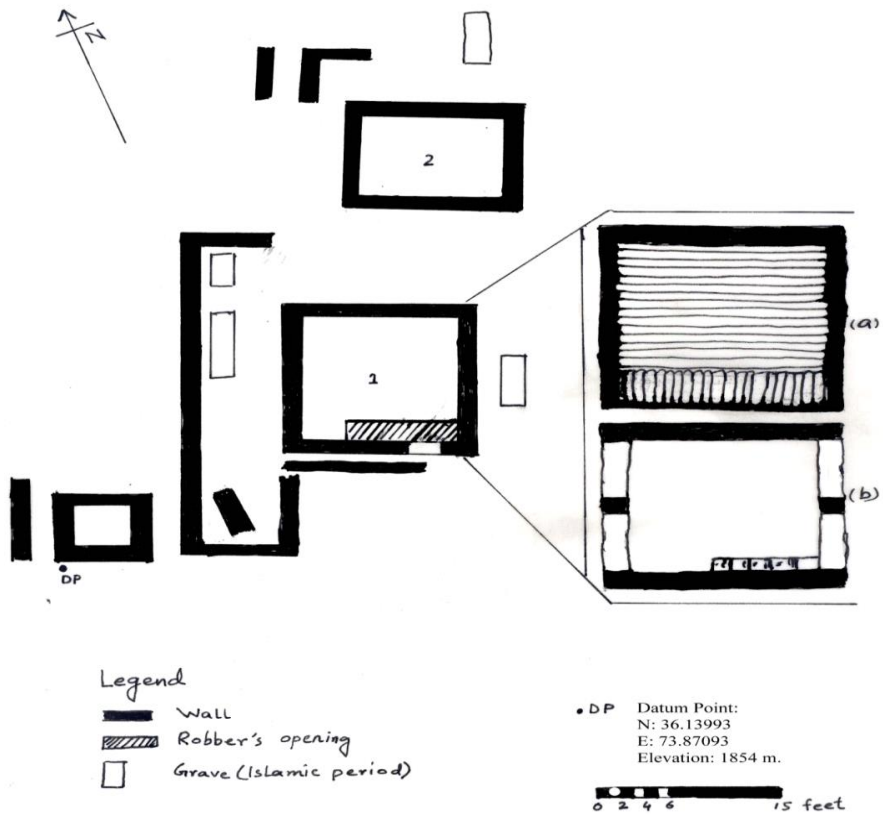 N
2
1
(a)
(b)
DP
Legend
Wall
Robber's opening
Grave (Islamic period)
DP Datum Point:
N: 36.13993
E: 73.87093
Elevation: 1854 m.
0 2 4 6 15 feet